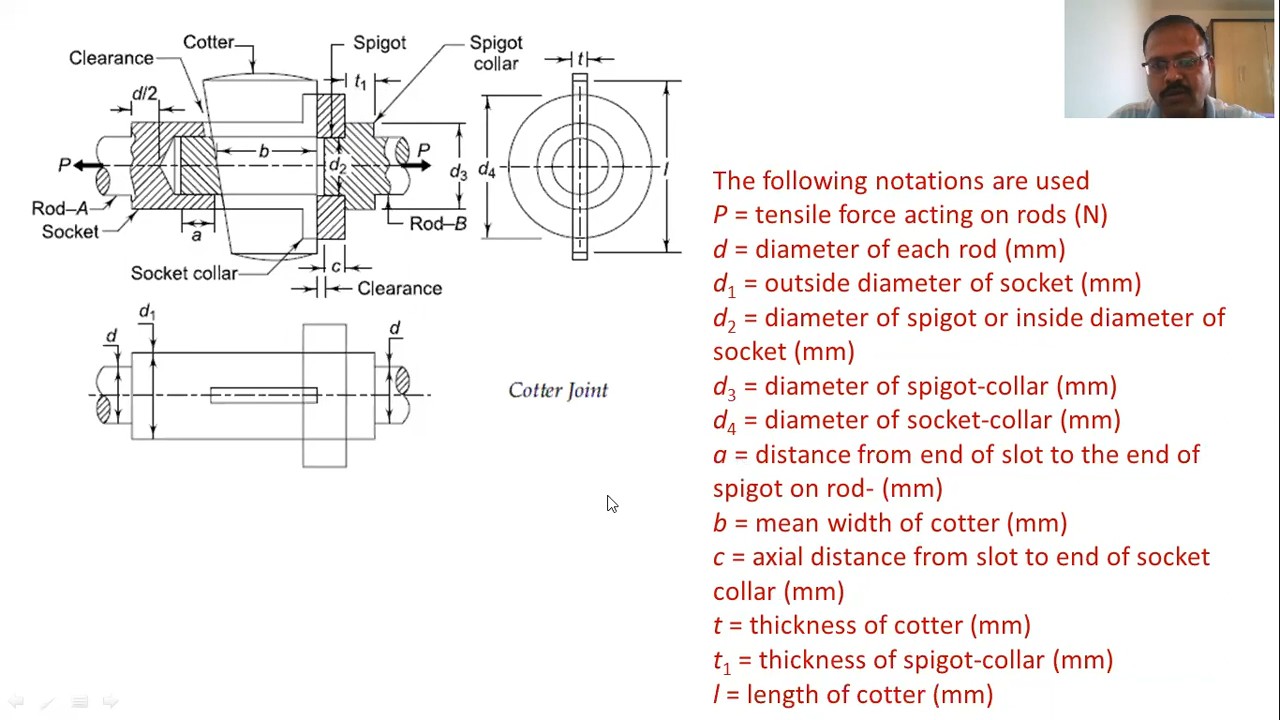 Cotter
Spigot
Spigot
collar
Clearance
t
t1
d/2
b
P
P
d2
d3
d4
l
Rod–A
Socket
a
Rod–B
Socket collar
c
Clearance
d1
d
d
Cotter Joint
The following notations are used
P = tensile force acting on rods (N)
d = diameter of each rod (mm)
d1 = outside diameter of socket (mm)
d2 = diameter of spigot or inside diameter of
socket (mm)
d3 = diameter of spigot-collar (mm)
d4 = diameter of socket-collar (mm)
a = distance from end of slot to the end of
spigot on rod- (mm)
b = mean width of cotter (mm)
c = axial distance from slot to end of socket
collar (mm)
t = thickness of cotter (mm)
t1 = thickness of spigot-collar (mm)
l = length of cotter (mm)